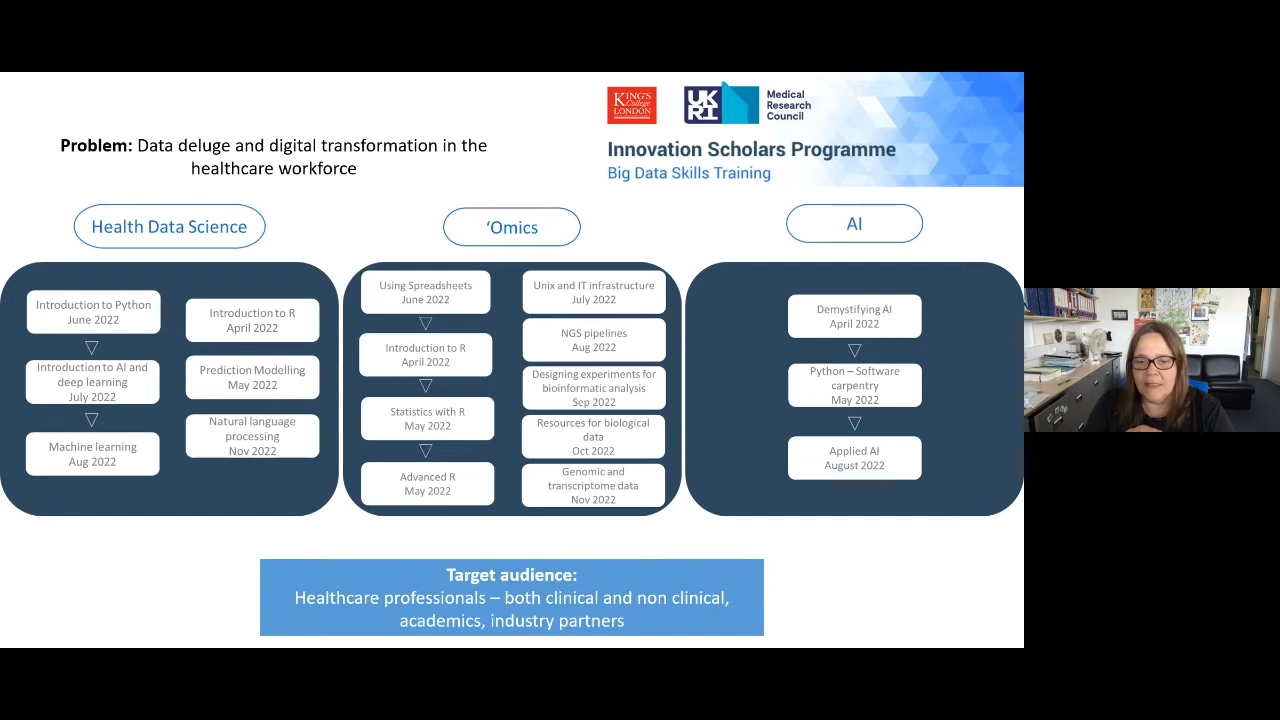 Problem: Data deluge and digital transformation in the
healthcare workforce
KING'S
College
LONDON
UK
RI
Medical
Research
Council
Innovation Scholars Programme
Big Data Skills Training
Health Data Science
Introduction to Python
June 2022
Introduction to AI and
deep learning
July 2022
Machine learning
Aug 2022
Introduction to R
April 2022
Prediction Modelling
May 2022
Natural language
processing
Nov 2022
‘Omics
Using Spreadsheets
June 2022
Introduction to R
April 2022
Statistics with R
May 2022
Advanced R
May 2022
Unix and IT infrastructure
July 2022
NGS pipelines
Aug 2022
Designing experiments for
bioinformatic analysis
Sep 2022
Resources for biological
data
Oct 2022
Genomic and
transcriptome data
Nov 2022
AI
Demystifying AI
April 2022
Python – Software
carpentry
May 2022
Applied AI
August 2022
Target audience:
Healthcare professionals – both clinical and non clinical,
academics, industry partners